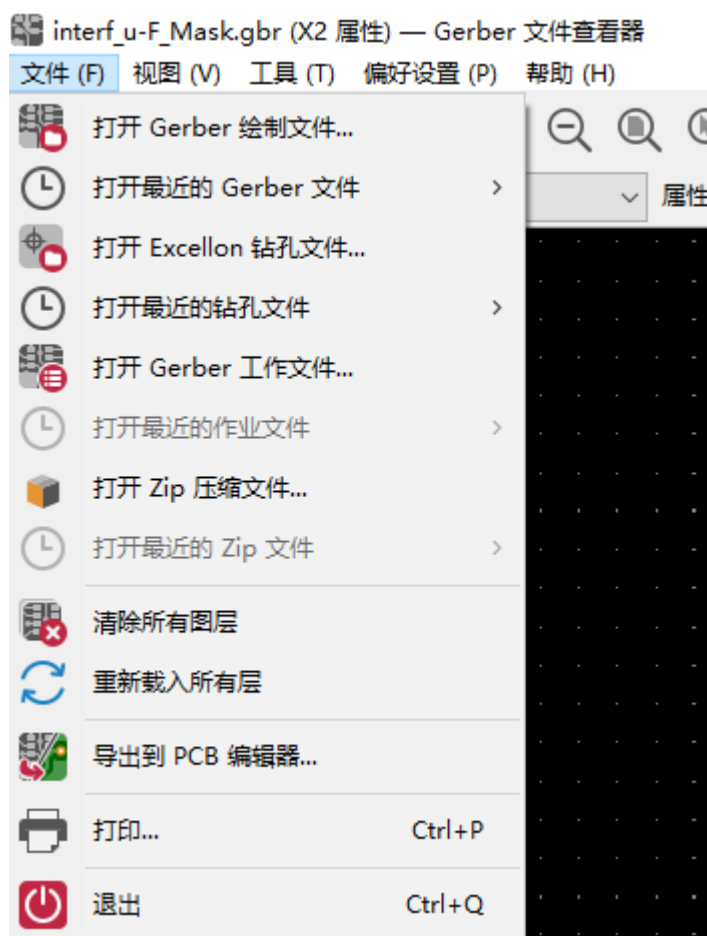 interf_u-F_Mask.gbr (X2 属性) — Gerber 文件查看器
文件 (F) 视图 (V) 工具 (T) 偏好设置 (P) 帮助 (H)
属性
打开 Gerber 绘制文件...
打开最近的 Gerber 文件
打开 Excellon 钻孔文件...
打开最近的钻孔文件
打开 Gerber 工作文件...
打开最近的作业文件
打开 Zip 压缩文件...
打开最近的 Zip 文件
清除所有图层
重新载入所有层
导出到 PCB 编辑器...
打印... Ctrl+P
退出 Ctrl+Q